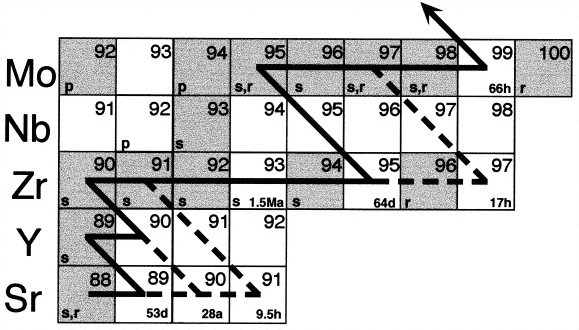 92 93 94 95 96 97 98 99 100
Mo
p p s,r s s,r s,r 66h r
91 92 93 94 95 96 97 98
Nb
p s
90 91 92 93 94 95 96 97
Zr
s s s s 1.5Ma s 64d r 17h
89 90 91 92
Y
s
88 89 90 91
Sr
s,r 53d 28a 9.5h